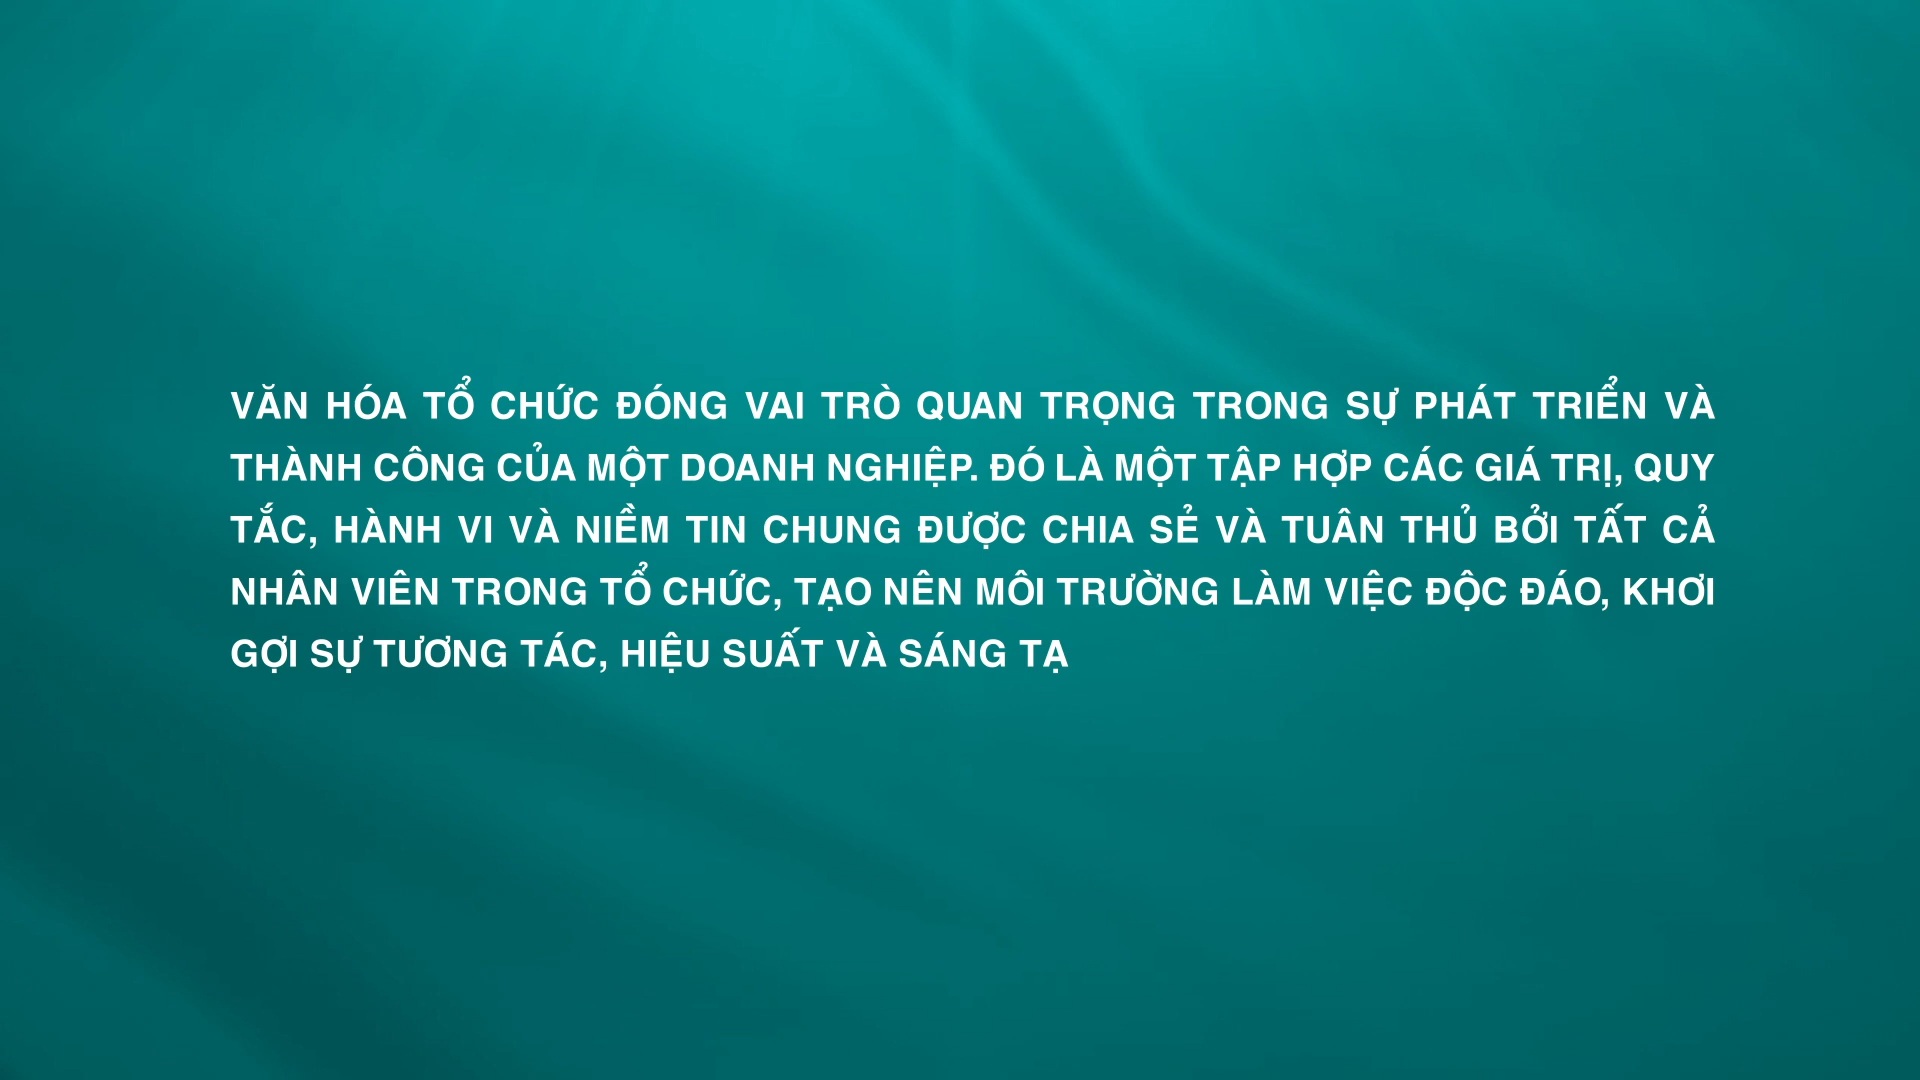 VĂN HÓA TỔ CHỨC ĐÓNG VAI TRÒ QUAN TRỌNG TRONG SỰ PHÁT TRIỂN VÀ
THÀNH CÔNG CỦA MỘT DOANH NGHIỆP. ĐÓ LÀ MỘT TẬP HỢP CÁC GIÁ TRỊ, QUY
TẮC, HÀNH VI VÀ NIỀM TIN CHUNG ĐƯỢC CHIA SẺ VÀ TUÂN THỦ BỞI TẤT CẢ
NHÂN VIÊN TRONG TỔ CHỨC, TẠO NÊN MÔI TRƯỜNG LÀM VIỆC ĐỘC ĐÁO, KHƠI
GỢI SỰ TƯƠNG TÁC, HIỆU SUẤT VÀ SÁNG TẠ